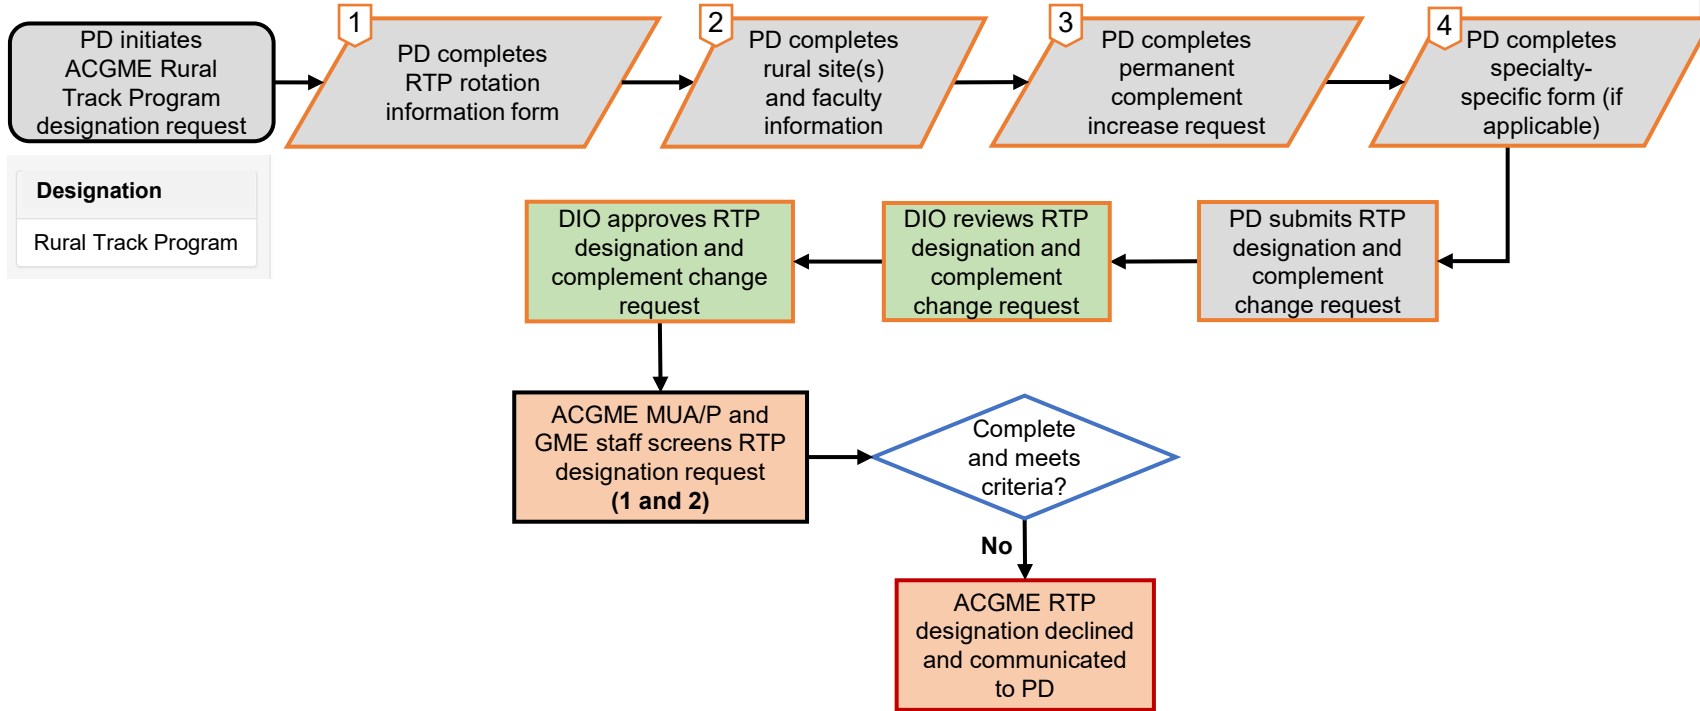 PD initiates
ACGME Rural
Track Program
designation request
1
PD completes
RTP rotation
information form
2
PD completes
rural site(s)
and faculty
information
3
PD completes
permanent
complement
increase request
4
PD completes
specialty-
specific form (if
applicable)
Designation
Rural Track Program
DIO approves RTP
designation and
complement change
request
DIO reviews RTP
designation and
complement
change request
PD submits RTP
designation and
complement
change request
ACGME MUA/P and
GME staff screens RTP
designation request
(1 and 2)
Complete
and meets
criteria?
No
ACGME RTP
designation declined
and communicated
to PD